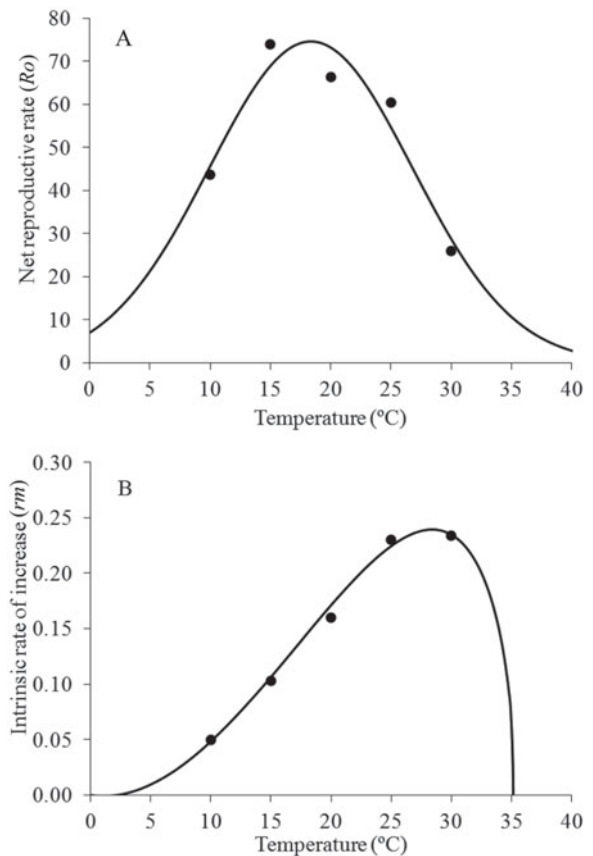 A
Net reproductive rate (Ro)
80
70
60
50
40
30
20
10
0
0 5 10 15 20 25 30 35 40
Temperature (ºC)
B
Intrinsic rate of increase (rm)
0.30
0.25
0.20
0.15
0.10
0.05
0.00
0 5 10 15 20 25 30 35 40
Temperature (ºC)